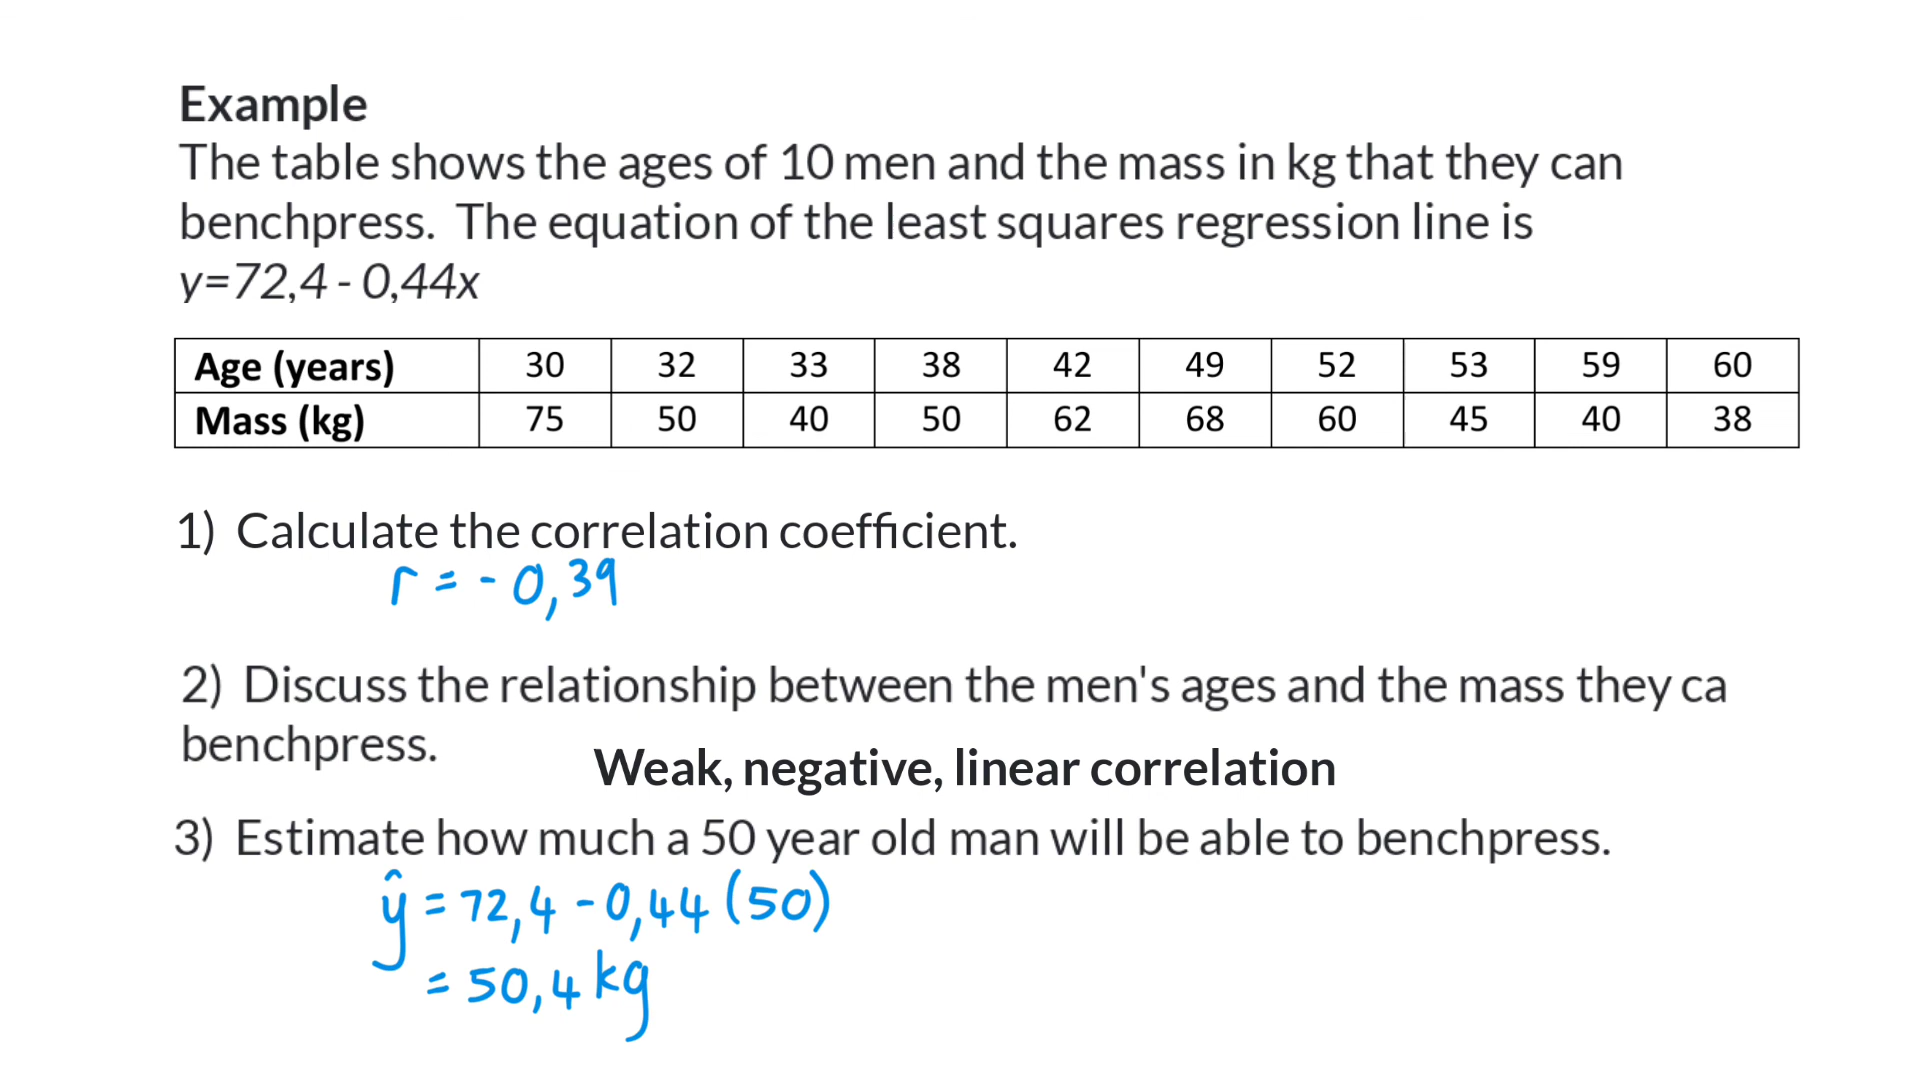 Example
The table shows the ages of 10 men and the mass in kg that they can
benchpress. The equation of the least squares regression line is
y=72,4 - 0,44x
Age (years) 30 32 33 38 42 49 52 53 59 60
Mass (kg) 75 50 40 50 62 68 60 45 40 38
1) Calculate the correlation coefficient.
r = - 0,39
2) Discuss the relationship between the men's ages and the mass they ca
benchpress.
Weak, negative, linear correlation
3) Estimate how much a 50 year old man will be able to benchpress.
ŷ = 72,4 - 0,44 (50)
= 50,4 kg